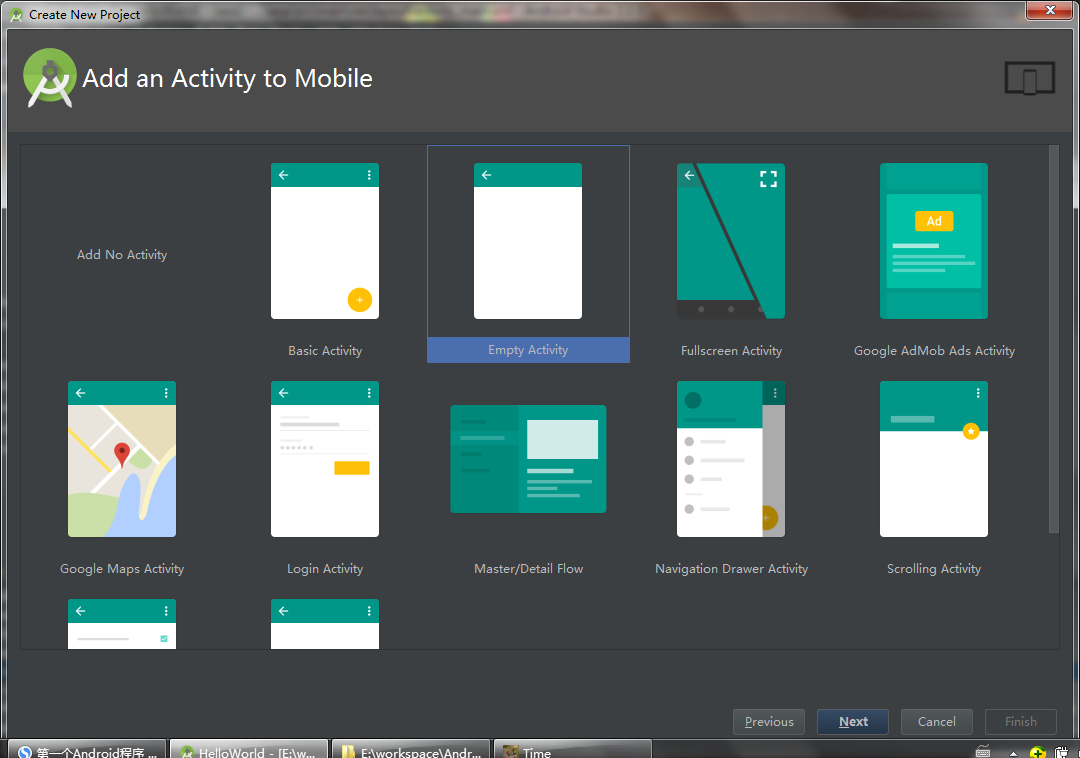 Create New Project
Add an Activity to Mobile
Add No Activity
Basic Activity
Empty Activity
Fullscreen Activity
Ad
Google AdMob Ads Activity
Google Maps Activity
Login Activity
Master/Detail Flow
Navigation Drawer Activity
Scrolling Activity
Previous
Next
Cancel
Finish
第一个Android程序 ...
HelloWorld - [E:\w...
E:\workspace\Andr...
Time